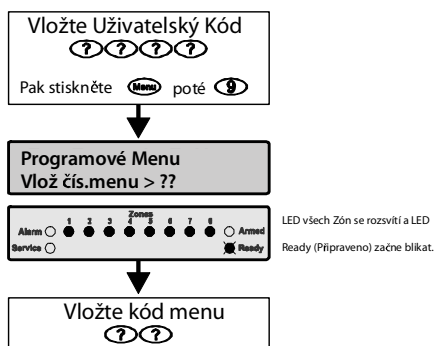 Vložte Uživatelský Kód
? ? ? ?
Pak stiskněte Menu poté 9
Programové Menu
Vlož čís.menu > ??
Zones
1 2 3 4 5 6 7 8
Alarm Armed
Service Ready
LED všech Zón se rozsvítí a LED
Ready (Připraveno) začne blikat.
Vložte kód menu
? ?